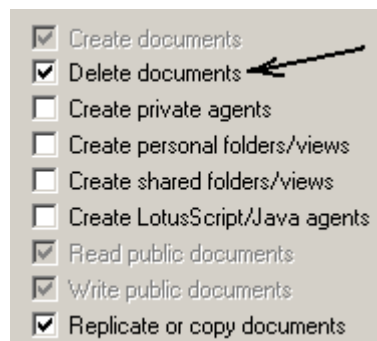 Create documents
Delete documents
Create private agents
Create personal folders/views
Create shared folders/views
Create LotusScript/Java agents
Read public documents
Write public documents
Replicate or copy documents